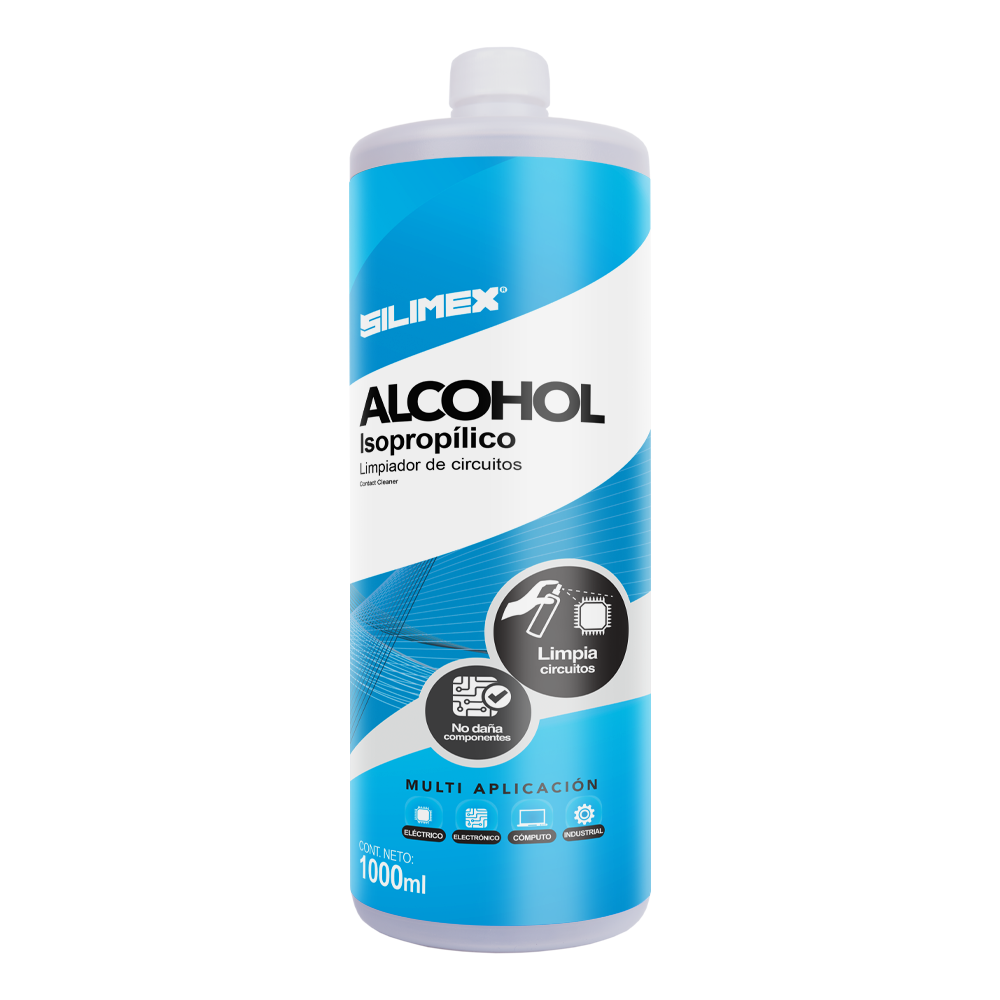 SILIMEX®
ALCOHOL
Isopropílico
Limpiador de circuitos
Contact Cleaner
Limpia
circuitos
No daña
componentes
MULTI APLICACIÓN
ELÉCTRICO ELECTRÓNICO CÓMPUTO INDUSTRIAL
CONT. NETO:
1000ml